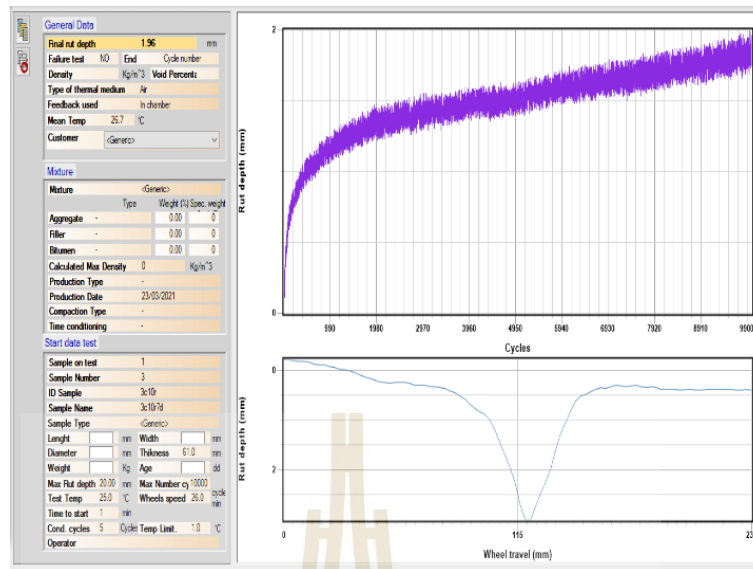 General Data
Final rut depth 1.96 mm
Failure test NO End Cycle number
Density Kg/m^3 Void Percenta
Type of thermal medium Air
Feedback used In chamber
Mean Temp 26.7 °C
Customer <Generic>
Mixture
Mixture <Generic>
Type Weight (%) Spec. weight
Aggregate - 0.00 0
Filler - 0.00 0
Bitumen - 0.00 0
Calculated Max Density 0 Kg/m^3
Production Type -
Production Date 23/03/2021
Compaction Type -
Time conditioning -
Start data test
Sample on test 1
Sample Number 3
ID Sample 3c10r
Sample Name 3c10r7d
Sample Type <Generic>
Lenght mm Width mm
Diameter mm Thikness 61.0 mm
Weight Kg Age dd
Max Rut depth 20.00 mm Max Number cy 10000
Test Temp 25.0 °C Wheels speed 26.0 cycle min
Time to start 1 min
Cond. cycles 5 Cycles Temp Limit.. 1.0 °C
Operator
Rut depth (mm)
2
0
990 1980 2970 3960 4950 5940 6930 7920 8910 9900
Cycles
Rut depth (mm)
0
2
0 115 23
Wheel travel (mm)